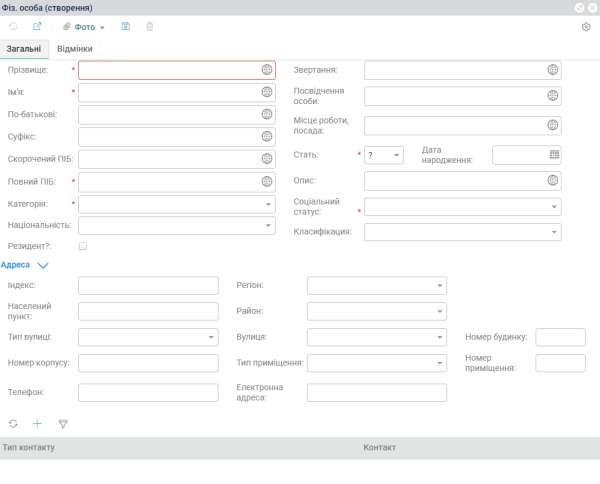 Фіз. особа (створення)
Фото
Загальні Відмінки
Прізвище: * Звертання:
Ім'я: * Посвідчення
особи:
По-батькові: Місце роботи,
посада:
Суфікс:
Скорочений ПІБ: Стать: * ? Дата
народження:
Повний ПІБ: * Опис:
Категорія: * Соціальний
статус: *
Національність: Класифікація:
Резидент?:
Адреса
Індекс: Регіон:
Населений
пункт: Район:
Тип вулиці: Вулиця: Номер будинку:
Номер корпусу: Тип приміщення: Номер
приміщення:
Телефон: Електронна
адреса:
Тип контакту Контакт